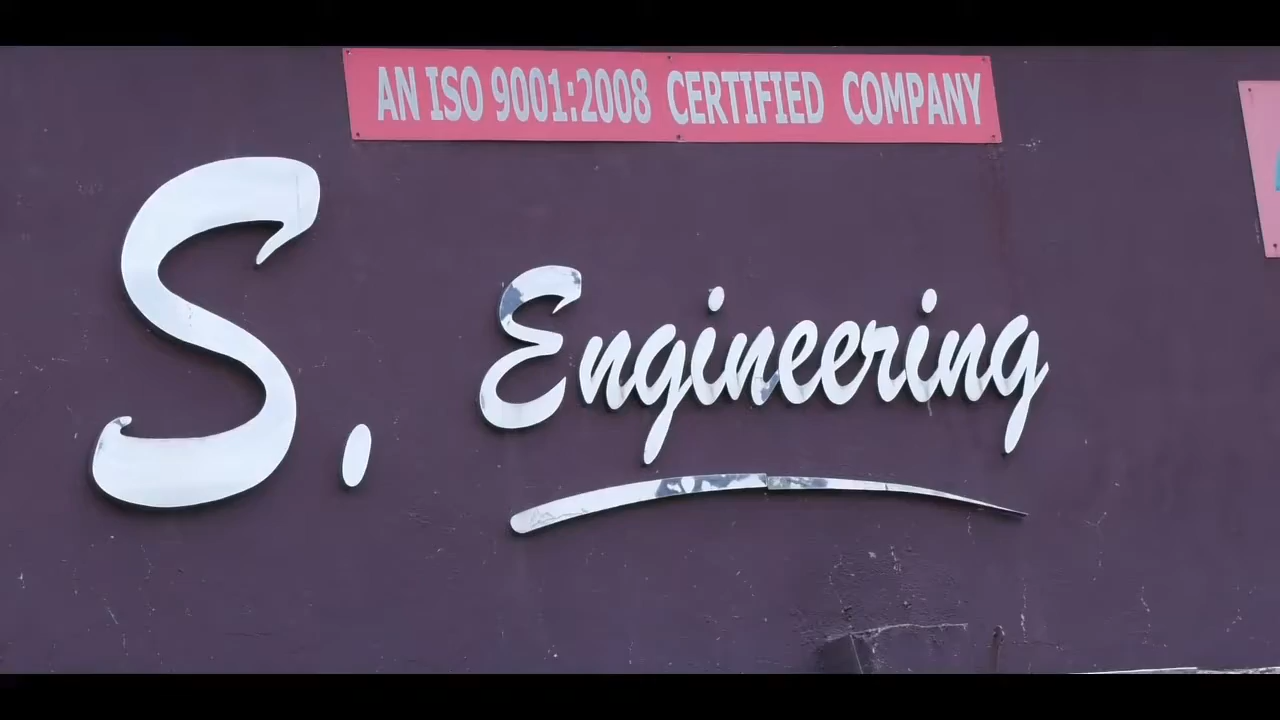 AN ISO 9001:2008 CERTIFIED COMPANY
S. Engineering